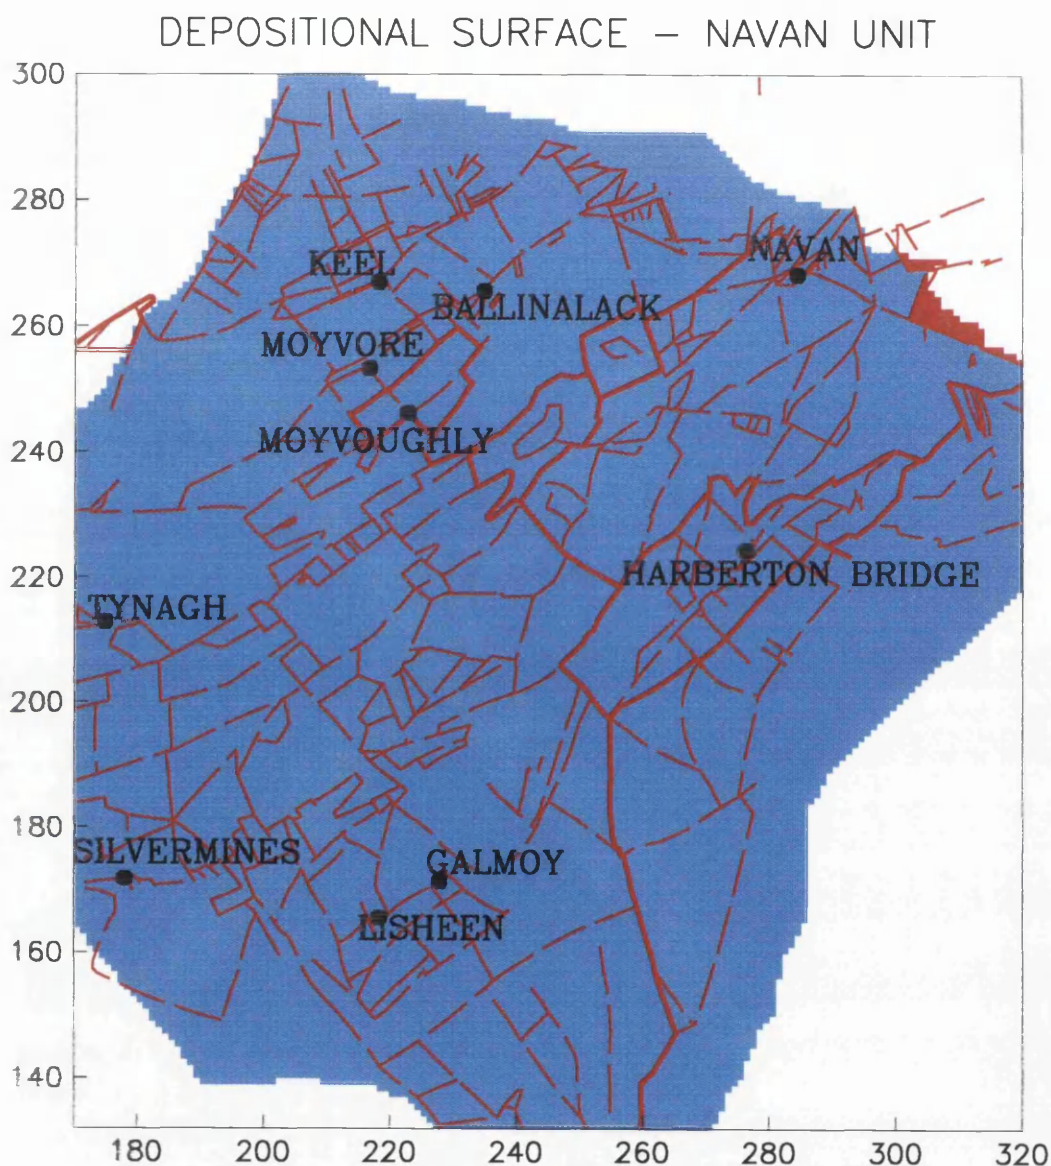 DEPOSITIONAL SURFACE – NAVAN UNIT
300
280
260
240
220
200
180
160
140
NAVAN
KEEL
BALLINALACK
MOYVORE
MOYVOUGHLY
HARBERTON BRIDGE
TYNAGH
SILVERMINES
GALMOY
LISHEEN
180 200 220 240 260 280 300 320